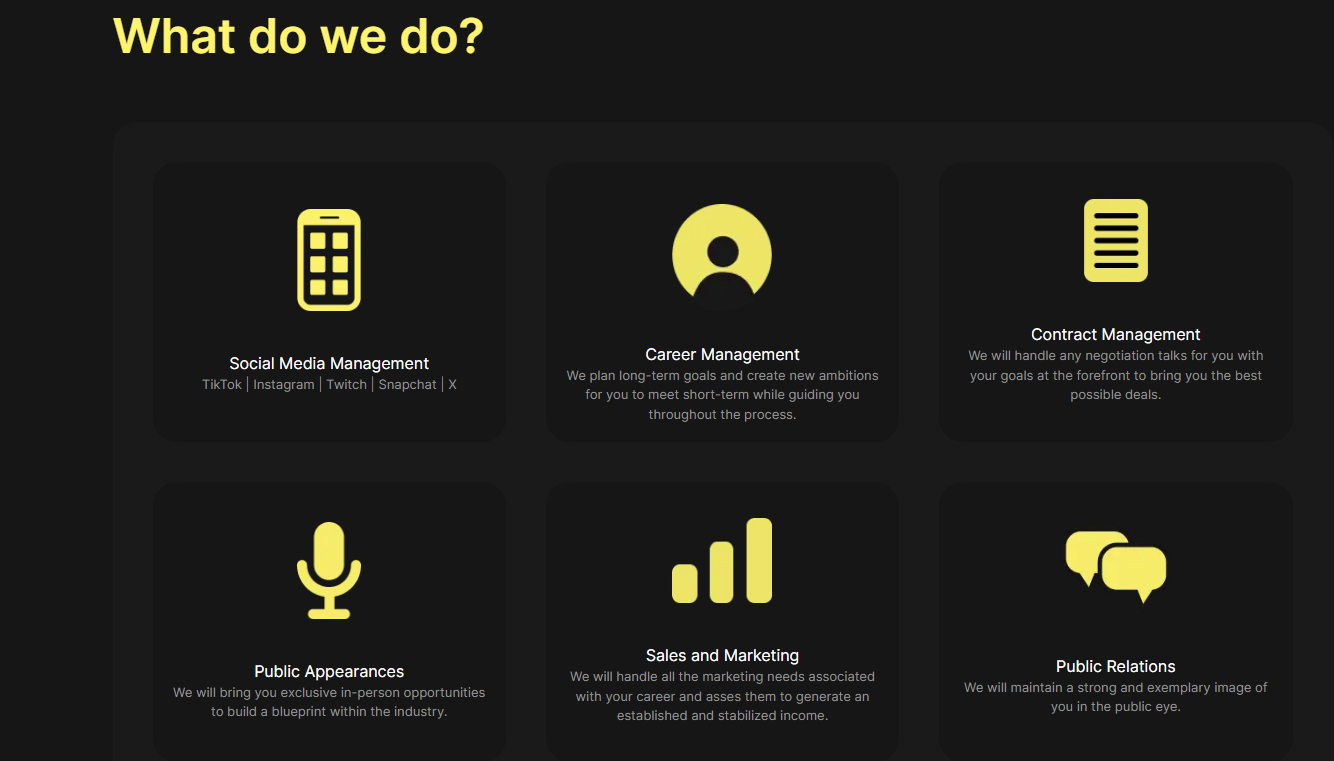 What do we do?
Social Media Management
TikTok | Instagram | Twitch | Snapchat | X
Career Management
We plan long-term goals and create new ambitions
for you to meet short-term while guiding you
throughout the process.
Contract Management
We will handle any negotiation talks for you with
your goals at the forefront to bring you the best
possible deals.
Public Appearances
We will bring you exclusive in-person opportunities
to build a blueprint within the industry.
Sales and Marketing
We will handle all the marketing needs associated
with your career and asses them to generate an
established and stabilized income.
Public Relations
We will maintain a strong and exemplary image of
you in the public eye.